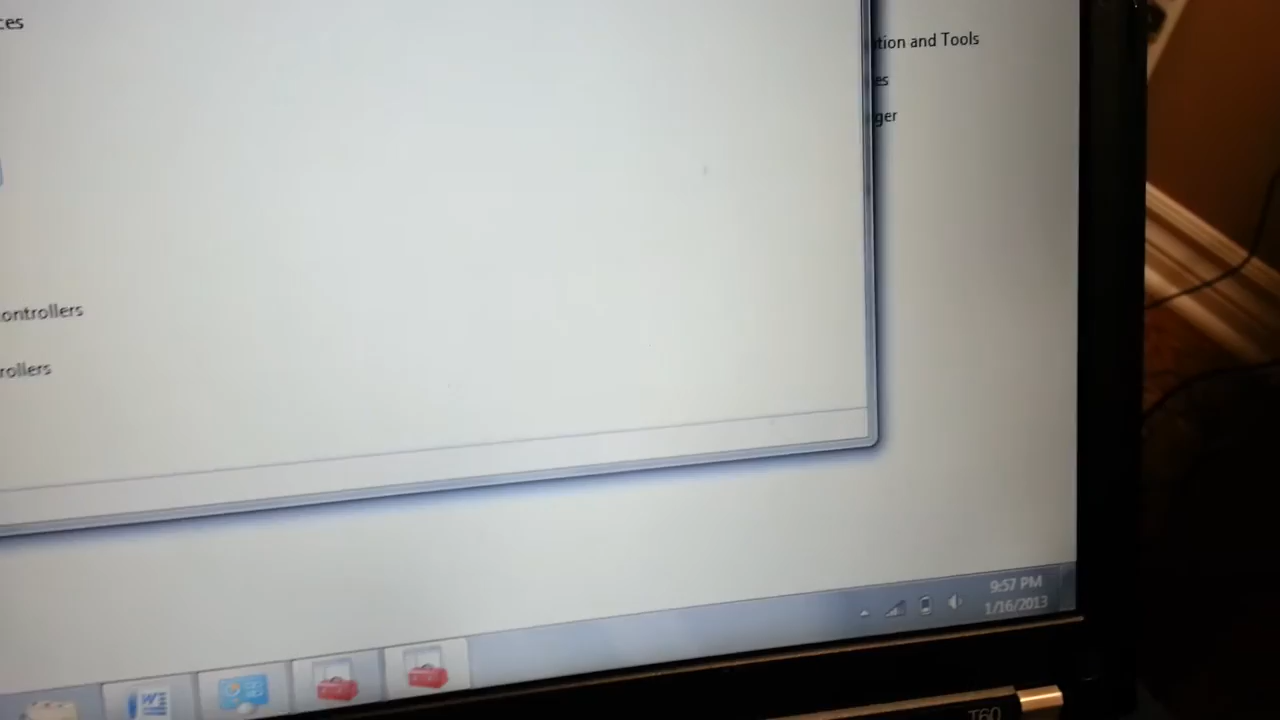 ces
tion and Tools
es
ger
ontrollers
rollers
9:57 PM
1/16/2013
W
T60